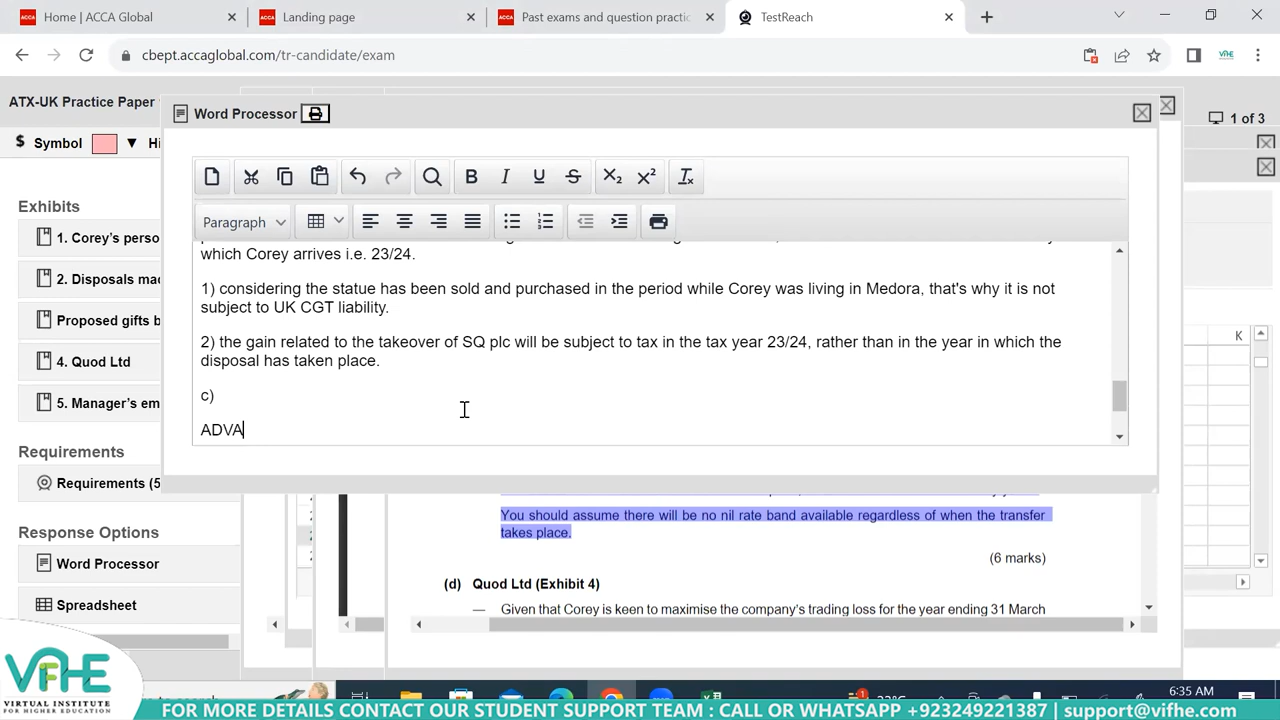 Home | ACCA Global
Landing page
Past exams and question practic
TestReach
cbept.accaglobal.com/tr-candidate/exam
ATX-UK Practice Paper
Word Processor
1 of 3
$ Symbol
Hi
Paragraph
Exhibits
1. Corey's perso
2. Disposals mad
Proposed gifts b
4. Quod Ltd
5. Manager's em
Requirements
Requirements (5
Response Options
Word Processor
Spreadsheet
which Corey arrives i.e. 23/24.
1) considering the statue has been sold and purchased in the period while Corey was living in Medora, that's why it is not
subject to UK CGT liability.
2) the gain related to the takeover of SQ plc will be subject to tax in the tax year 23/24, rather than in the year in which the
disposal has taken place.
c)
ADVA
K
You should assume there will be no nil rate band available regardless of when the transfer
takes place.
(6 marks)
(d) Quod Ltd (Exhibit 4)
— Given that Corey is keen to maximise the company's trading loss for the year ending 31 March
6:35 AM
VFHE
VIRTUAL INSTITUTE
FOR HIGHER EDUCATION
FOR MORE DETAILS CONTACT OUR STUDENT SUPPORT TEAM : CALL OR WHATSAPP +923249221387 | support@vifhe.com